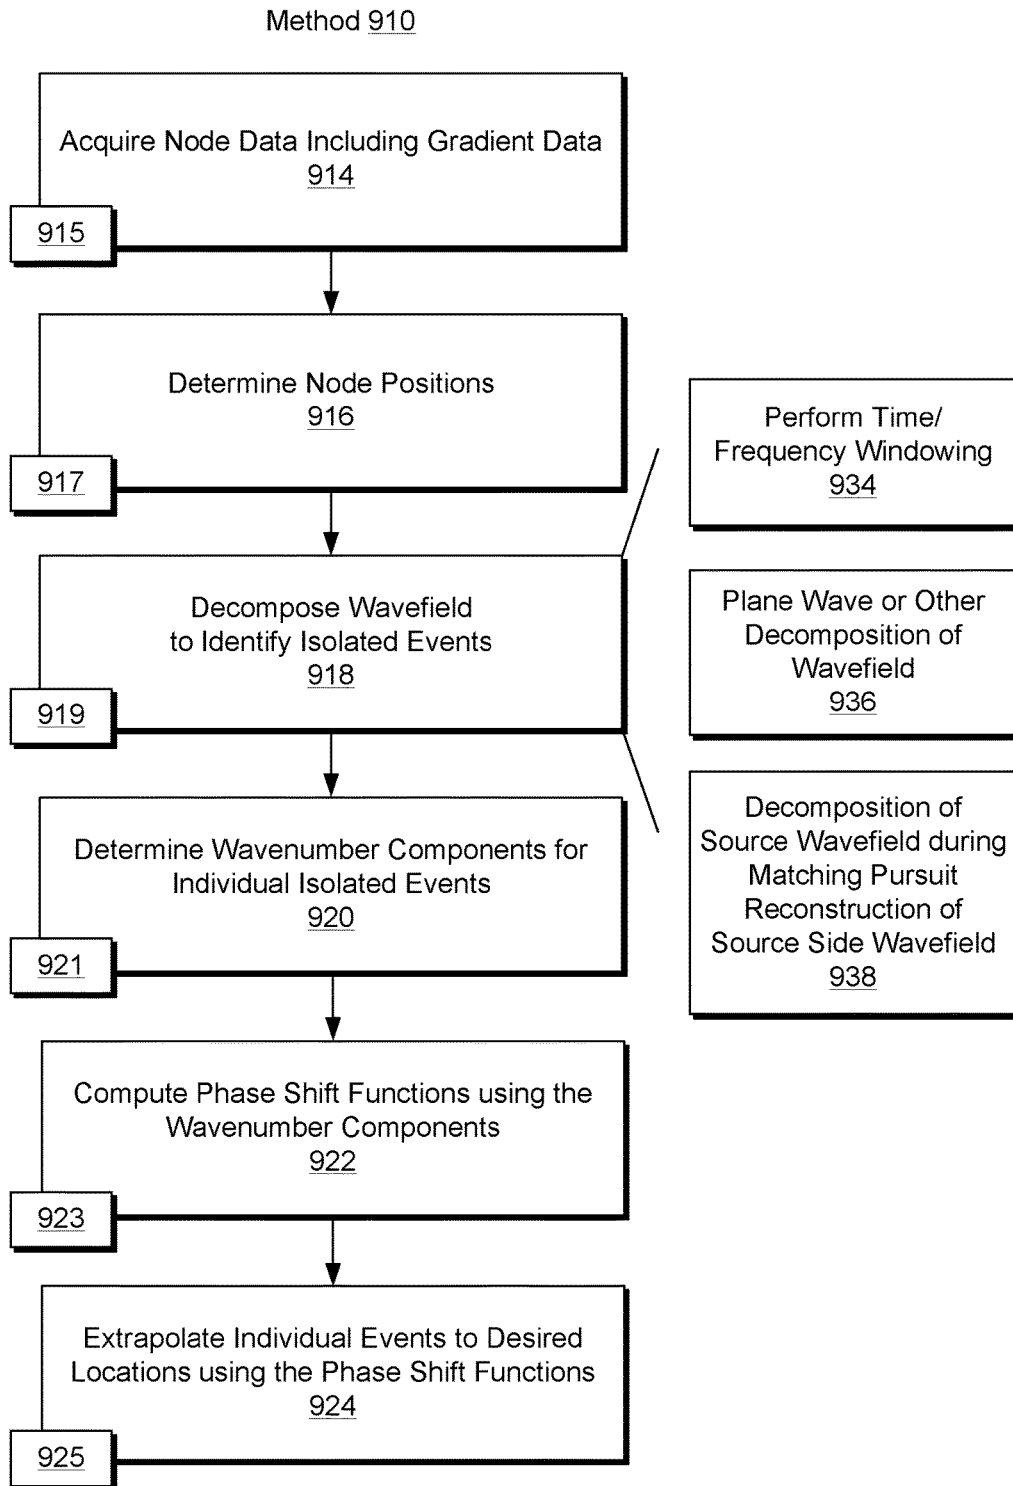 Method 910
Acquire Node Data Including Gradient Data
914
915
Determine Node Positions
916
917
Decompose Wavefield
to Identify Isolated Events
918
919
Perform Time/
Frequency Windowing
934
Plane Wave or Other
Decomposition of
Wavefield
936
Decomposition of
Source Wavefield during
Matching Pursuit
Reconstruction of
Source Side Wavefield
938
Determine Wavenumber Components for
Individual Isolated Events
920
921
Compute Phase Shift Functions using the
Wavenumber Components
922
923
Extrapolate Individual Events to Desired
Locations using the Phase Shift Functions
924
925